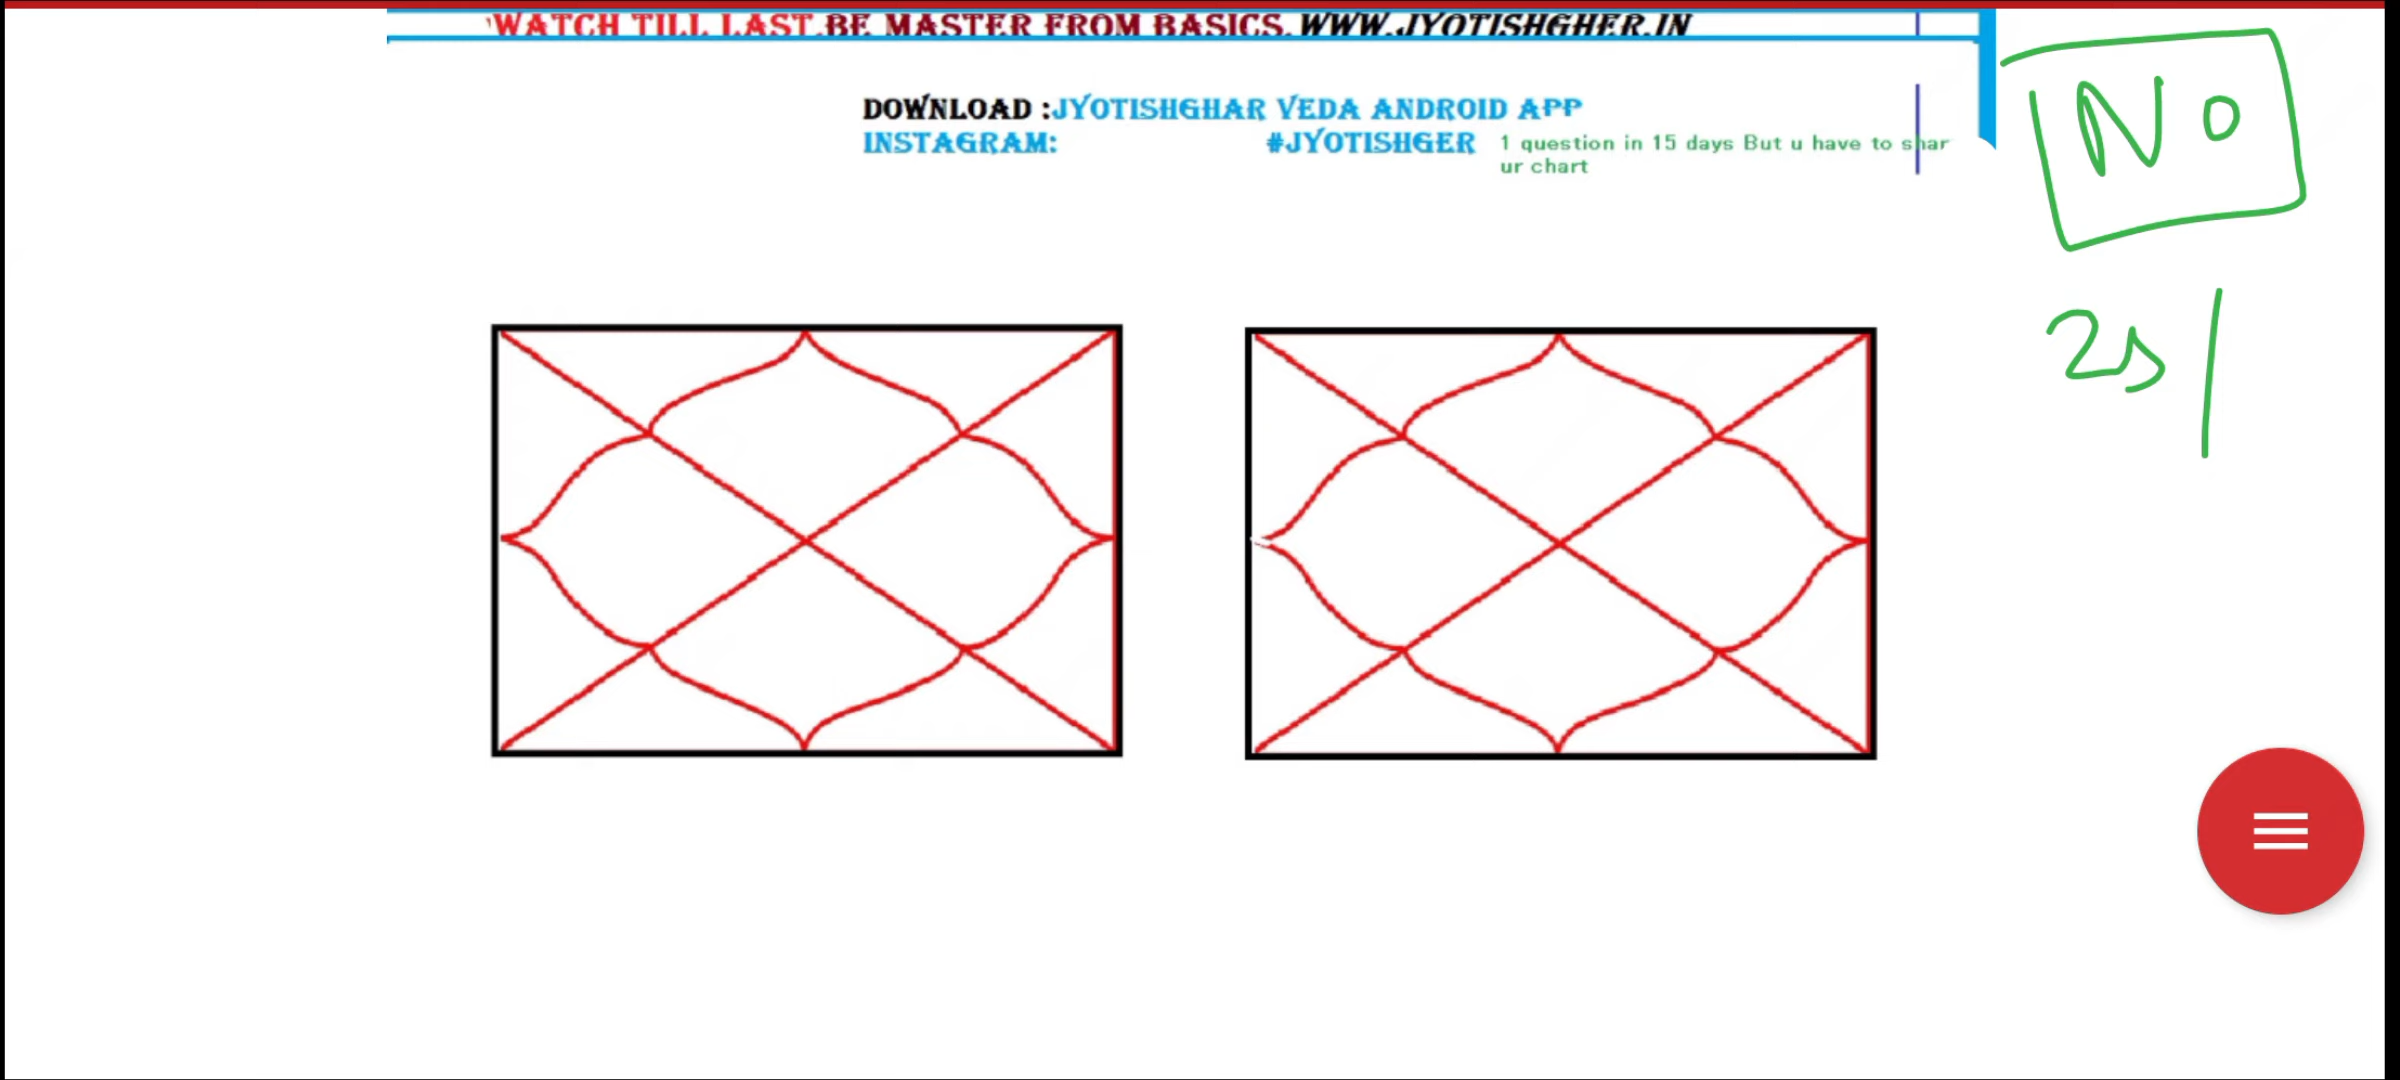 'WATCH TILL LAST.BE MASTER FROM BASICS.WWW.JYOTISHGHER.IN
DOWNLOAD :JYOTISHGHAR VEDA ANDROID APP
INSTAGRAM: #JYOTISHGER
1 question in 15 days But u have to shar
ur chart
NO